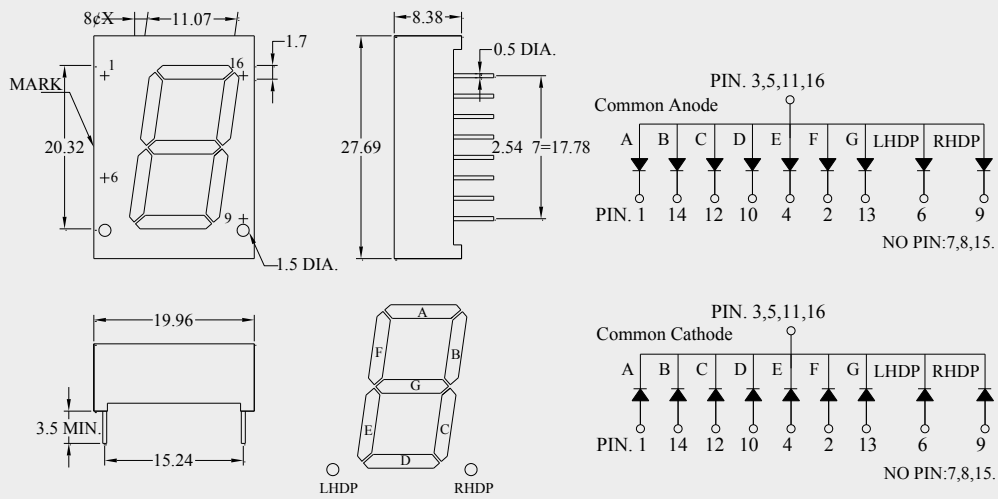 8¢X
11.07
1
16
1.7
MARK
20.32
6
9
1.5 DIA.
8.38
0.5 DIA.
27.69
2.54 7=17.78
PIN. 3,5,11,16
Common Anode
A B C D E F G LHDP RHDP
PIN. 1 14 12 10 4 2 13 6 9
NO PIN:7,8,15.
19.96
3.5 MIN.
15.24
A
F
B
G
E
C
D
LHDP
RHDP
PIN. 3,5,11,16
Common Cathode
A B C D E F G LHDP RHDP
PIN. 1 14 12 10 4 2 13 6 9
NO PIN:7,8,15.